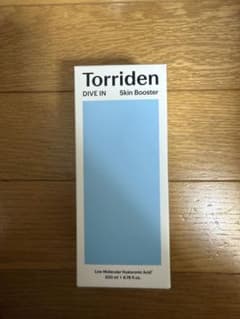 Torriden
DIVE IN Skin Booster
Low Molecular Hyaluronic Acid
200 ml / 6.76 fl. oz.